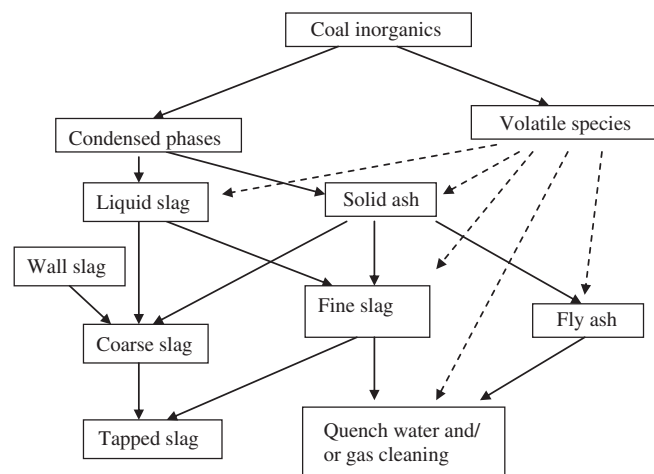 Coal inorganics
Volatile species
Condensed phases
Liquid slag
Solid ash
Wall slag
Fine slag
Fly ash
Coarse slag
Tapped slag
Quench water and/
or gas cleaning